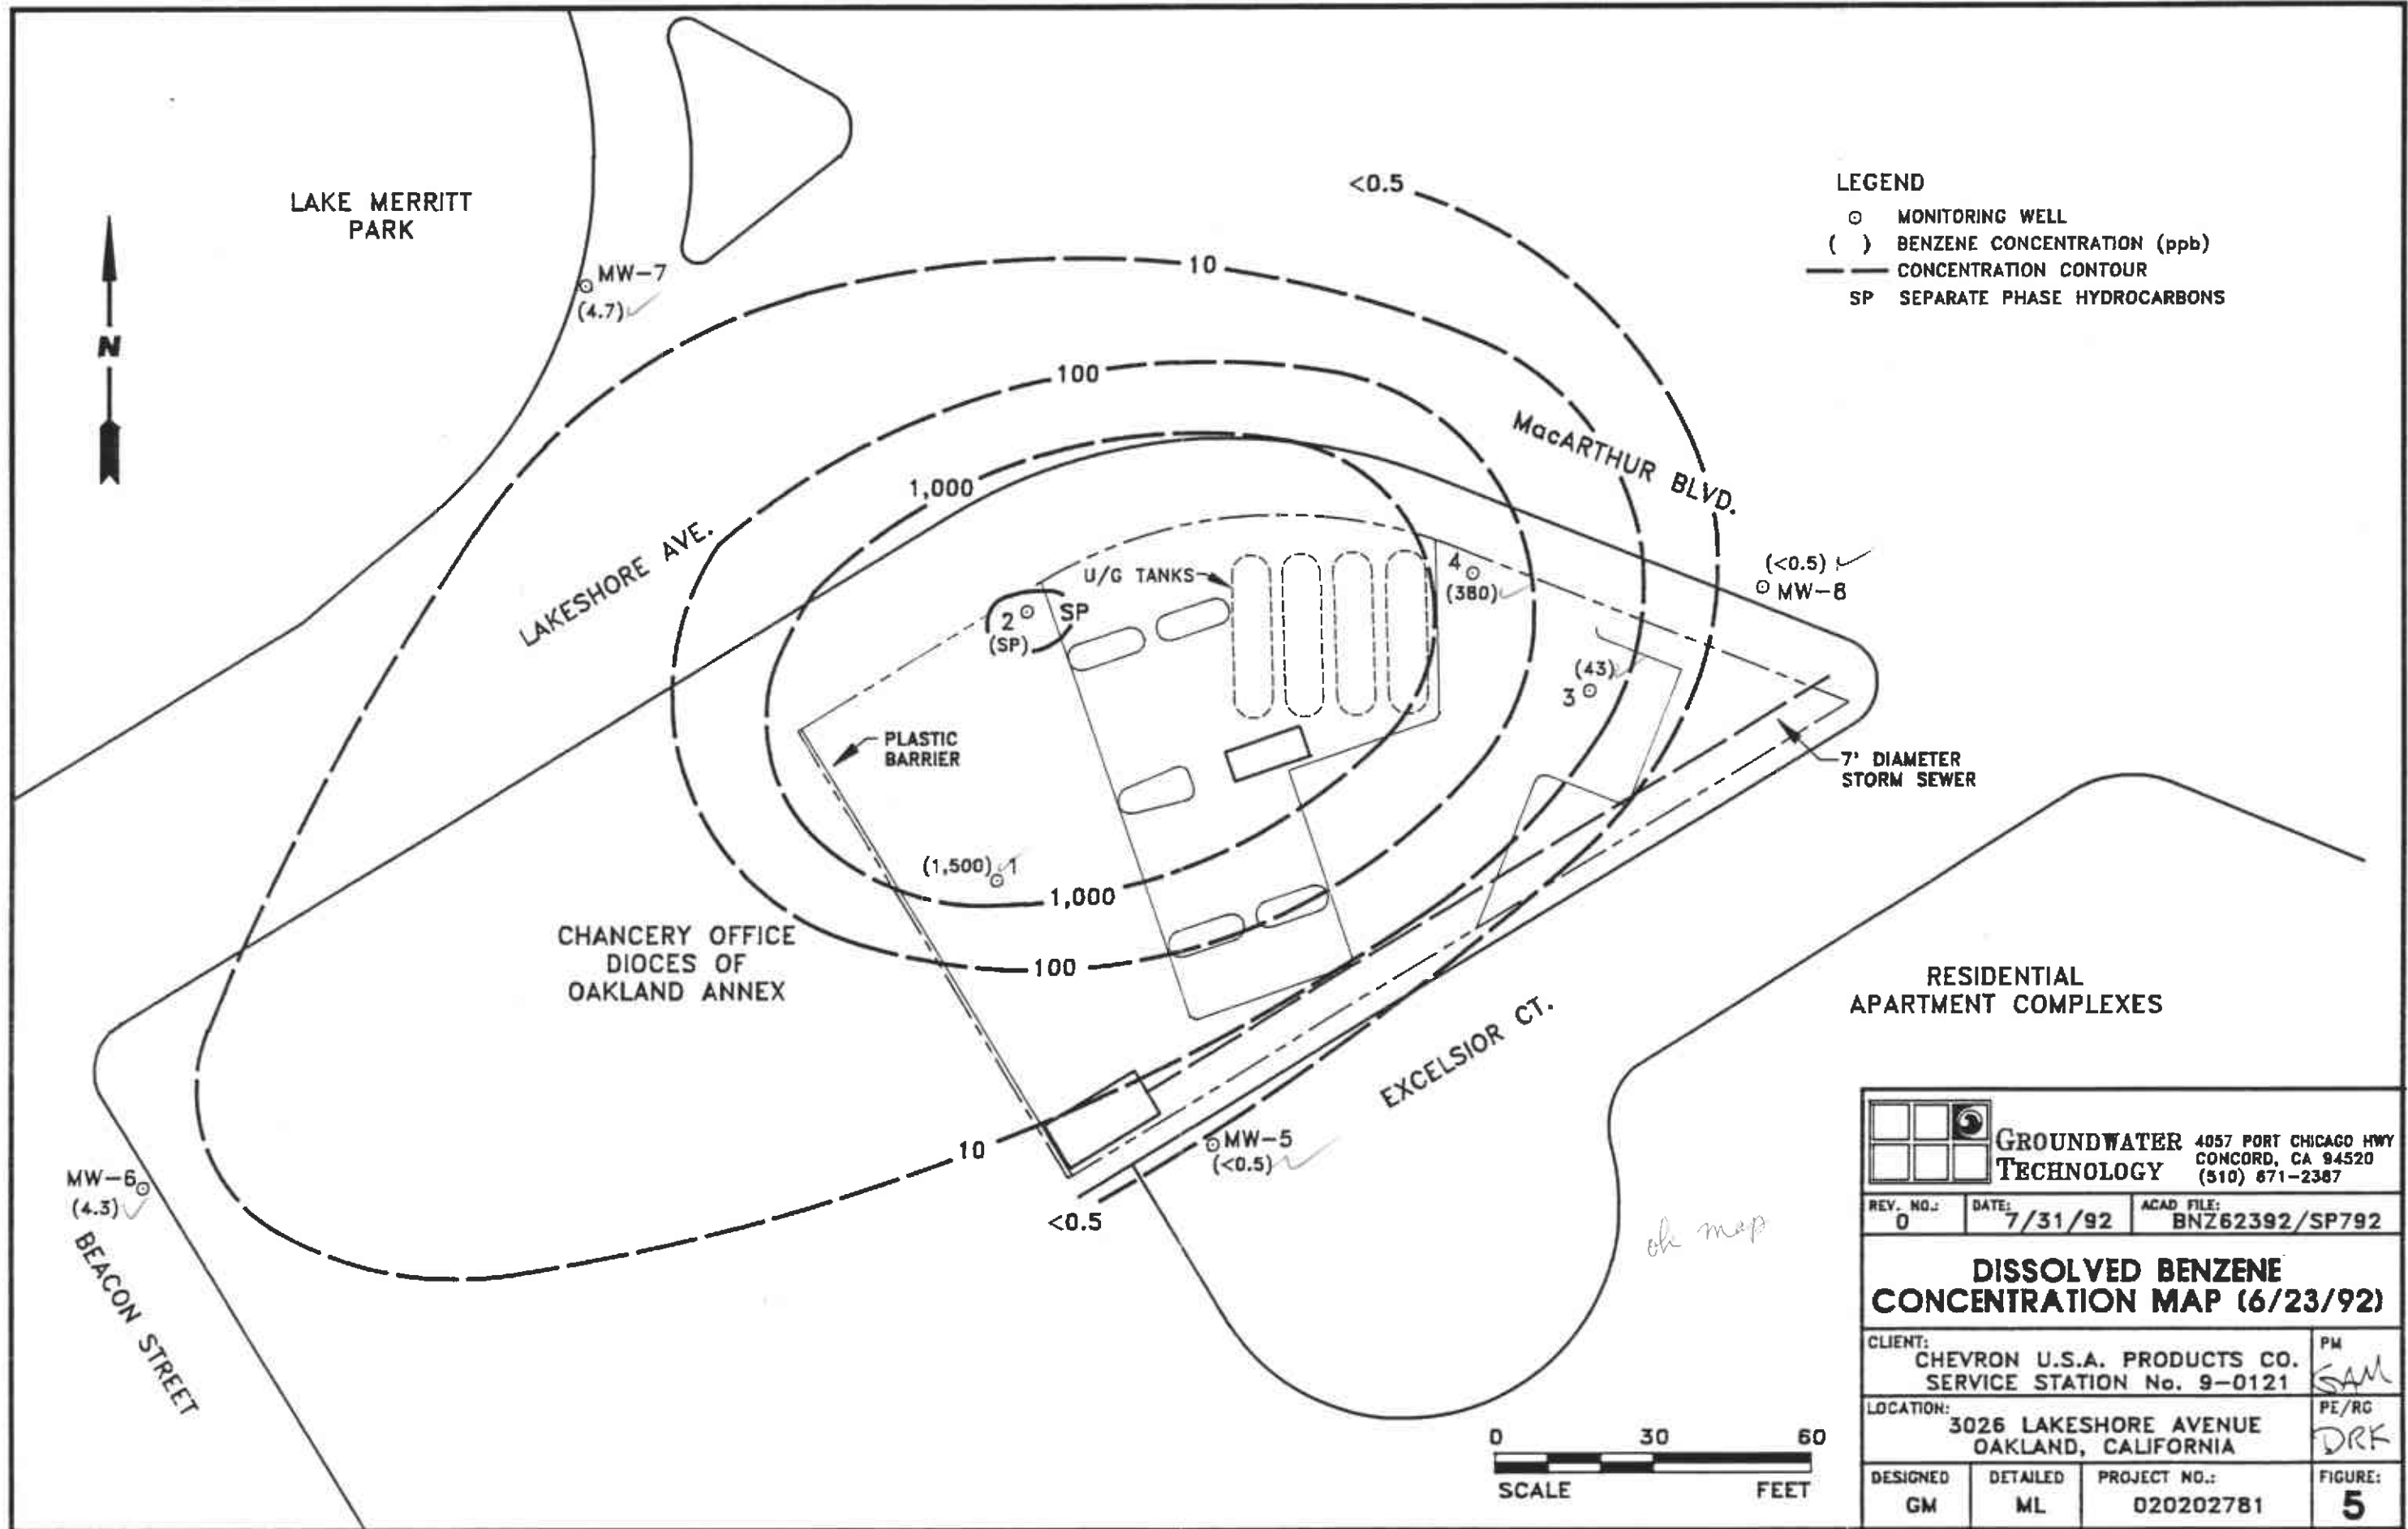 LAKE MERRITT
PARK
N
MW-7
(4.7)
<0.5
10
100
1,000
LEGEND
MONITORING WELL
( ) BENZENE CONCENTRATION (ppb)
CONCENTRATION CONTOUR
SP SEPARATE PHASE HYDROCARBONS
MacARTHUR BLVD.
LAKESHORE AVE.
U/G TANKS
2
SP
(SP)
4
(380)
(<0.5)
MW-8
(43)
3
PLASTIC
BARRIER
7' DIAMETER
STORM SEWER
(1,500) 1
1,000
100
CHANCERY OFFICE
DIOCES OF
OAKLAND ANNEX
RESIDENTIAL
APARTMENT COMPLEXES
EXCELSIOR CT.
10
MW-5
(<0.5)
<0.5
MW-6
(4.3)
BEACON STREET
ok map
0 30 60
SCALE FEET
GROUNDWATER
TECHNOLOGY
4057 PORT CHICAGO HWY
CONCORD, CA 94520
(510) 671-2387
REV. NO.: 0
DATE: 7/31/92
ACAD FILE: BNZ62392/SP792
DISSOLVED BENZENE
CONCENTRATION MAP (6/23/92)
CLIENT:
CHEVRON U.S.A. PRODUCTS CO.
SERVICE STATION No. 9-0121
PM
GAM
LOCATION:
3026 LAKESHORE AVENUE
OAKLAND, CALIFORNIA
PE/RG
DRK
DESIGNED
GM
DETAILED
ML
PROJECT NO.:
020202781
FIGURE:
5